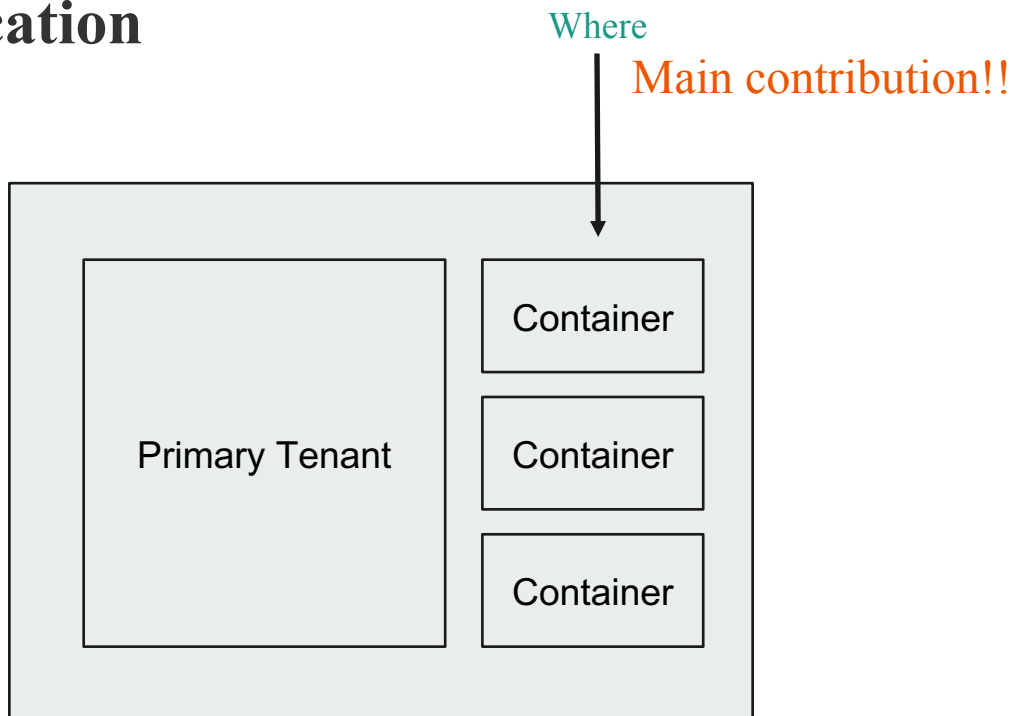 cation
Where
Main contribution!!
Container
Primary Tenant
Container
Container